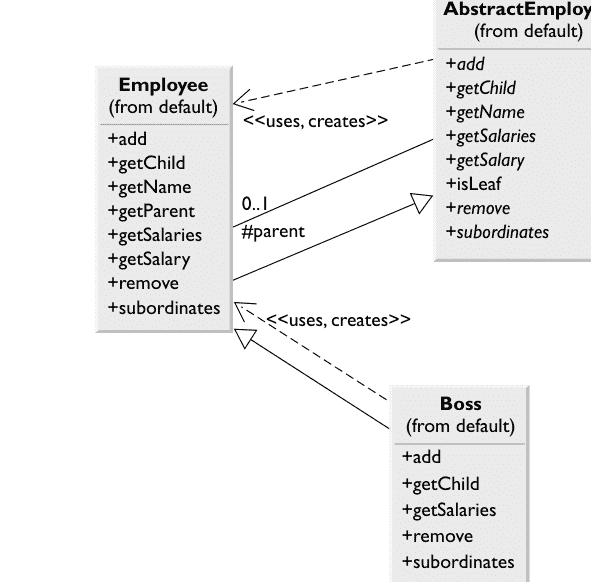 AbstractEmploy
(from default)
+add
+getChild
+getName
+getSalaries
+getSalary
+isLeaf
+remove
+subordinates
Employee
(from default)
+add
+getChild
+getName
+getParent
+getSalaries
+getSalary
+remove
+subordinates
<<uses, creates>>
0..1
#parent
<<uses, creates>>
Boss
(from default)
+add
+getChild
+getSalaries
+remove
+subordinates